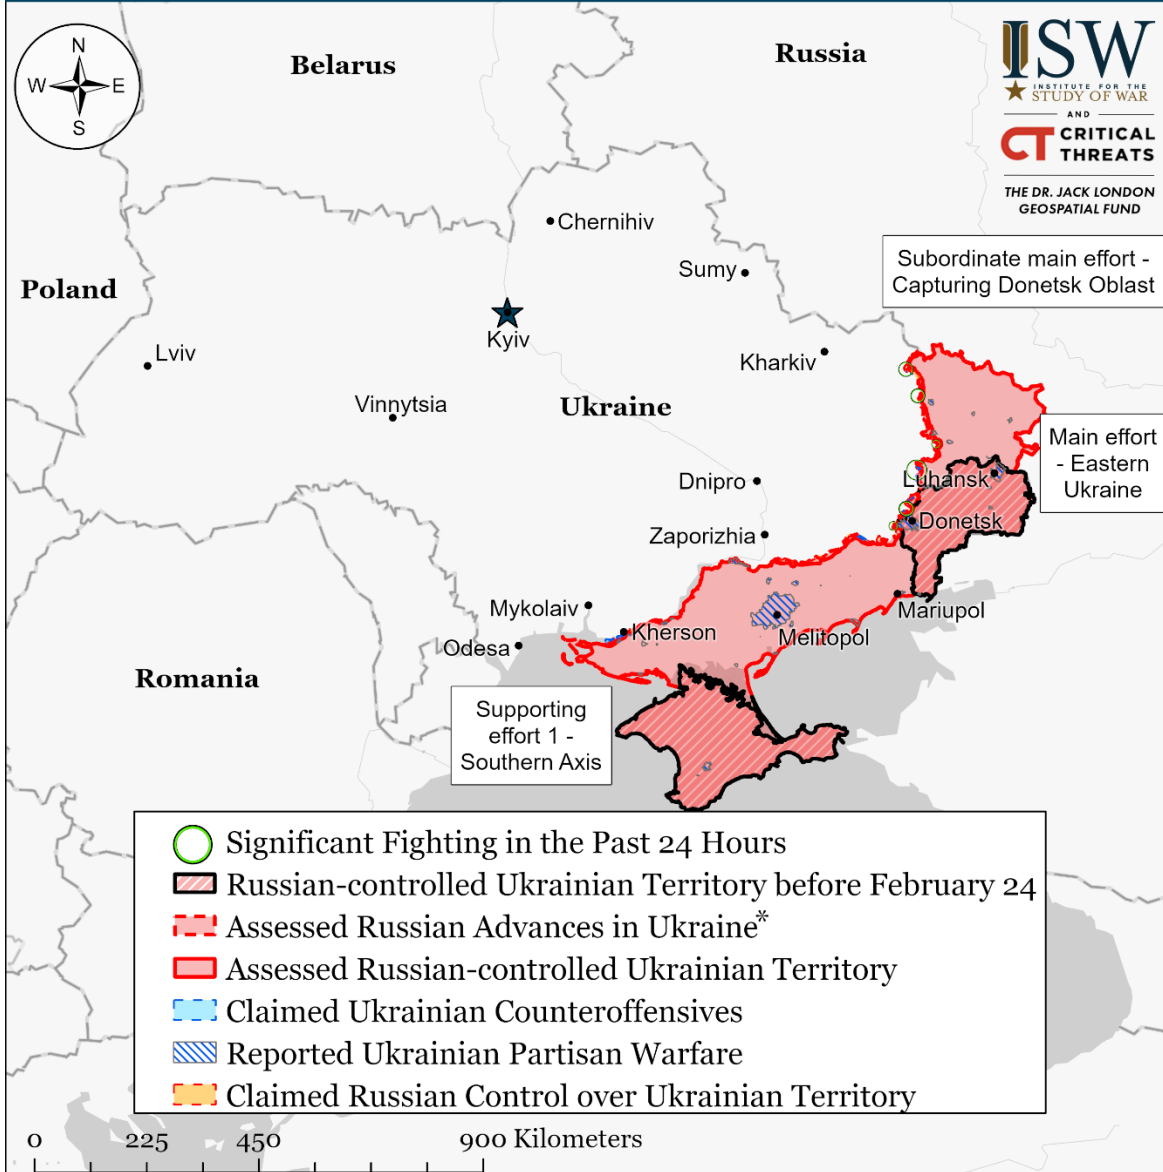 N
W E
S
Belarus
Russia
ISW
INSTITUTE FOR THE
STUDY OF WAR
AND
CT CRITICAL
THREATS
THE DR. JACK LONDON
GEOSPATIAL FUND
Chernihiv
Sumy
Subordinate main effort -
Capturing Donetsk Oblast
Poland
Kyiv
Lviv
Kharkiv
Vinnytsia
Ukraine
Main effort
- Eastern
Ukraine
Dnipro
Luhansk
Donetsk
Zaporizhia
Mykolaiv
Mariupol
Kherson
Melitopol
Odesa
Romania
Supporting
effort 1 -
Southern Axis
Significant Fighting in the Past 24 Hours
Russian-controlled Ukrainian Territory before February 24
Assessed Russian Advances in Ukraine*
Assessed Russian-controlled Ukrainian Territory
Claimed Ukrainian Counteroffensives
Reported Ukrainian Partisan Warfare
Claimed Russian Control over Ukrainian Territory
0 225 450 900 Kilometers